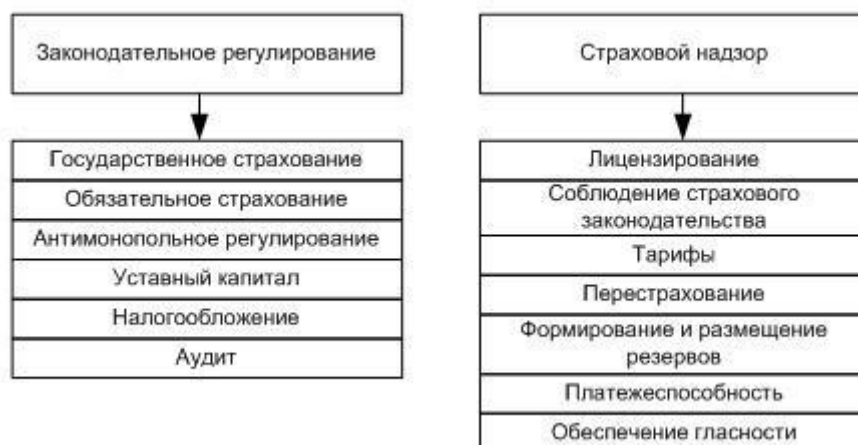 Законодательное регулирование
Государственное страхование
Обязательное страхование
Антимонопольное регулирование
Уставный капитал
Налогообложение
Аудит
Страховой надзор
Лицензирование
Соблюдение страхового
законодательства
Тарифы
Перестрахование
Формирование и размещение
резервов
Платежеспособность
Обеспечение гласности